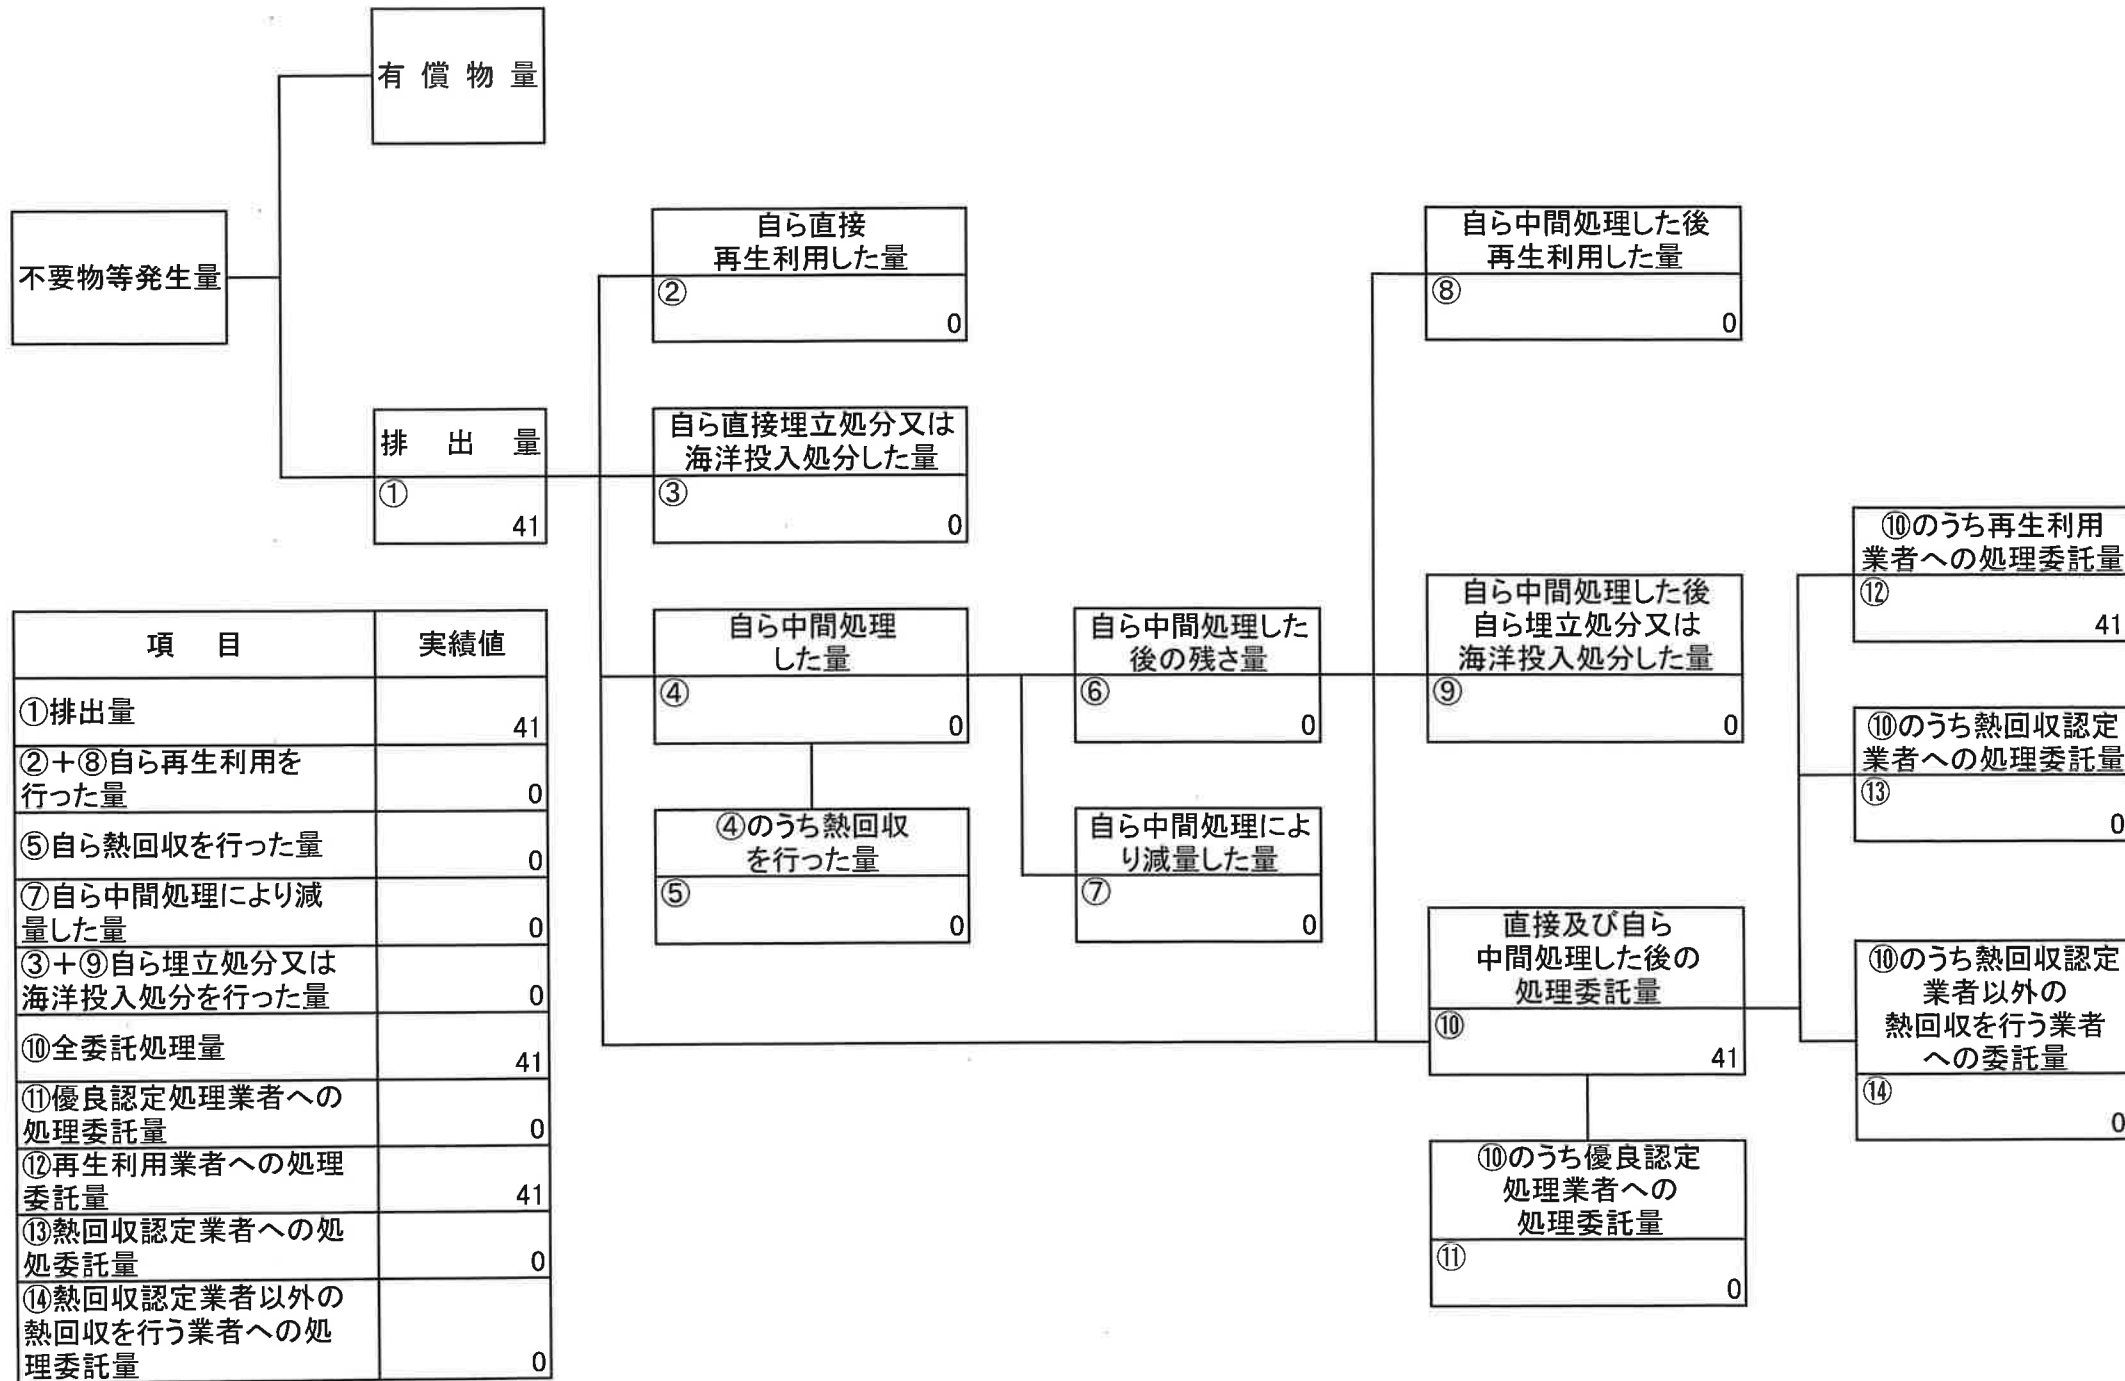 有償物量
不要物等発生量
排出量
①
41
自ら直接
再生利用した量
②
0
自ら直接埋立処分又は
海洋投入処分した量
③
0
自ら中間処理
した量
④
0
④のうち熱回収
を行った量
⑤
0
自ら中間処理した
後の残さ量
⑥
0
自ら中間処理によ
り減量した量
⑦
0
自ら中間処理した後
再生利用した量
⑧
0
自ら中間処理した後
自ら埋立処分又は
海洋投入処分した量
⑨
0
直接及び自ら
中間処理した後の
処理委託量
⑩
41
⑩のうち優良認定
処理業者への
処理委託量
⑪
0
⑩のうち再生利用
業者への処理委託量
⑫
41
⑩のうち熱回収認定
業者への処理委託量
⑬
0
⑩のうち熱回収認定
業者以外の
熱回収を行う業者
への委託量
⑭
0
項目 実績値
①排出量
41
②+⑧自ら再生利用を
行った量 0
⑤自ら熱回収を行った量
0
⑦自ら中間処理により減
量した量 0
③+⑨自ら埋立処分又は
海洋投入処分を行った量 0
⑩全委託処理量
41
⑪優良認定処理業者への
処理委託量 0
⑫再生利用業者への処理
委託量 41
⑬熱回収認定業者への処
処委託量 0
⑭熱回収認定業者以外の
熱回収を行う業者への処
理委託量 0